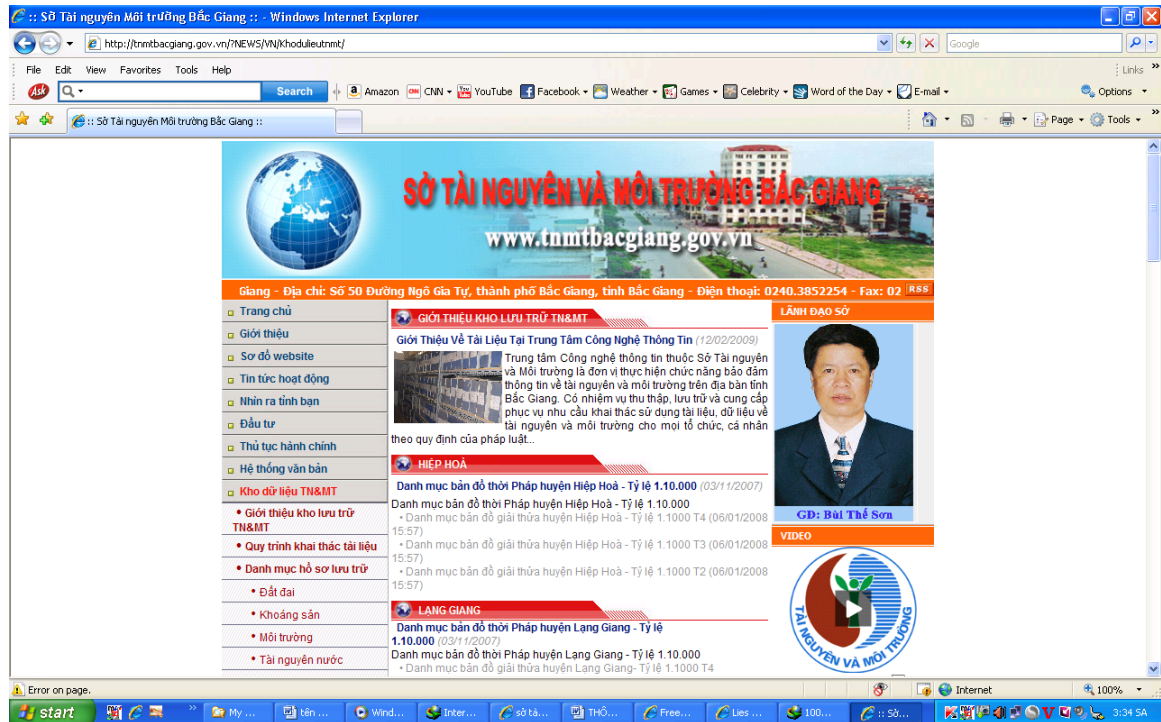 :: Sở Tài nguyên Môi trường Bắc Giang :: - Windows Internet Explorer
http://tnmtbacgiang.gov.vn/?NEWS/VN/Khodulieutnmt/
Google
File Edit View Favorites Tools Help
Links
Ask Search Amazon CNN YouTube Facebook Weather Games Celebrity Word of the Day E-mail Options
:: Sở Tài nguyên Môi trường Bắc Giang ::
Page Tools
SỞ TÀI NGUYÊN VÀ MÔI TRƯỜNG BẮC GIANG
www.tnmtbacgiang.gov.vn
Giang - Địa chỉ: Số 50 Đường Ngô Gia Tự, thành phố Bắc Giang, tỉnh Bắc Giang - Điện thoại: 0240.3852254 - Fax: 02
RSS
Trang chủ
Giới thiệu
Sơ đồ website
Tin tức hoạt động
Nhìn ra tỉnh bạn
Đầu tư
Thủ tục hành chính
Hệ thống văn bản
Kho dữ liệu TN&MT
• Giới thiệu kho lưu trữ
TN&MT
• Quy trình khai thác tài liệu
• Danh mục hồ sơ lưu trữ
• Đất đai
• Khoáng sản
• Môi trường
• Tài nguyên nước
GIỚI THIỆU KHO LƯU TRỮ TN&MT
Giới Thiệu Về Tài Liệu Tại Trung Tâm Công Nghệ Thông Tin (12/02/2009)
Trung tâm Công nghệ thông tin thuộc Sở Tài nguyên
và Môi trường là đơn vị thực hiện chức năng bảo đảm
thông tin về tài nguyên và môi trường trên địa bàn tỉnh
Bắc Giang. Có nhiệm vụ thu thập, lưu trữ và cung cấp
phục vụ nhu cầu khai thác sử dụng tài liệu, dữ liệu về
tài nguyên và môi trường cho mọi tổ chức, cá nhân
theo quy định của pháp luật...
HIỆP HOÀ
Danh mục bản đồ thời Pháp huyện Hiệp Hoà - Tỷ lệ 1.10.000 (03/11/2007)
Danh mục bản đồ thời Pháp huyện Hiệp Hoà - Tỷ lệ 1.10.000
• Danh mục bản đồ giải thửa huyện Hiệp Hoà - Tỷ lệ 1.1000 T4 (06/01/2008
15:57)
• Danh mục bản đồ giải thửa huyện Hiệp Hoà - Tỷ lệ 1.1000 T3 (06/01/2008
15:57)
• Danh mục bản đồ giải thửa huyện Hiệp Hoà - Tỷ lệ 1.1000 T2 (06/01/2008
15:57)
LẠNG GIANG
Danh mục bản đồ thời Pháp huyện Lạng Giang - Tỷ lệ
1.10.000 (03/11/2007)
Danh mục bản đồ thời Pháp huyện Lạng Giang - Tỷ lệ 1.10.000
• Danh mục bản đồ giải thửa huyện Lạng Giang- Tỷ lệ 1.1000 T4
LÃNH ĐẠO SỞ
GĐ: Bùi Thế Sơn
VIDEO
TÀI NGUYÊN VÀ MÔI TRƯỜNG
Error on page.
Internet
100%
start
My ...
tên ...
Wind...
Inter...
sở tà...
THÔ...
Free...
Lies ...
100...
:: Sở...
3:34 SA